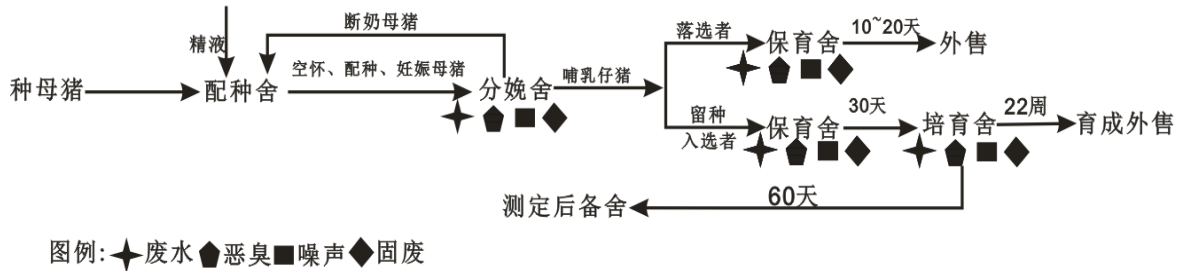 断奶母猪
精液
种母猪
配种舍
空怀、配种、妊娠母猪
分娩舍
哺乳仔猪
落选者
保育舍
10~20天
外售
留种
入选者
保育舍
30天
培育舍
22周
育成外售
60天
测定后备舍
图例:废水 恶臭 噪声 固废